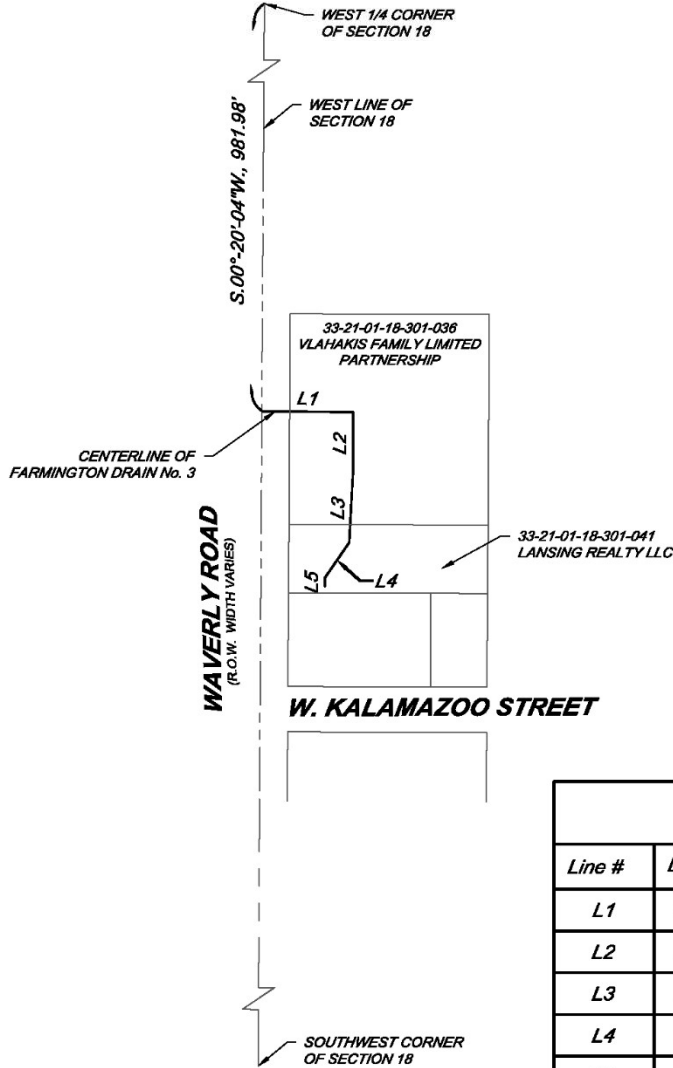 WEST 1/4 CORNER
OF SECTION 18
WEST LINE OF
SECTION 18
S.00°-20'-04"W., 981.98'
33-21-01-18-301-036
VLAHAKIS FAMILY LIMITED
PARTNERSHIP
L1
L2
CENTERLINE OF
FARMINGTON DRAIN No. 3
L3
33-21-01-18-301-041
LANSING REALTY LLC
L5
L4
WAVERLY ROAD
(R.O.W. WIDTH VARIES)
W. KALAMAZOO STREET
Line #
L1
L2
L3
L4
SOUTHWEST CORNER
OF SECTION 18